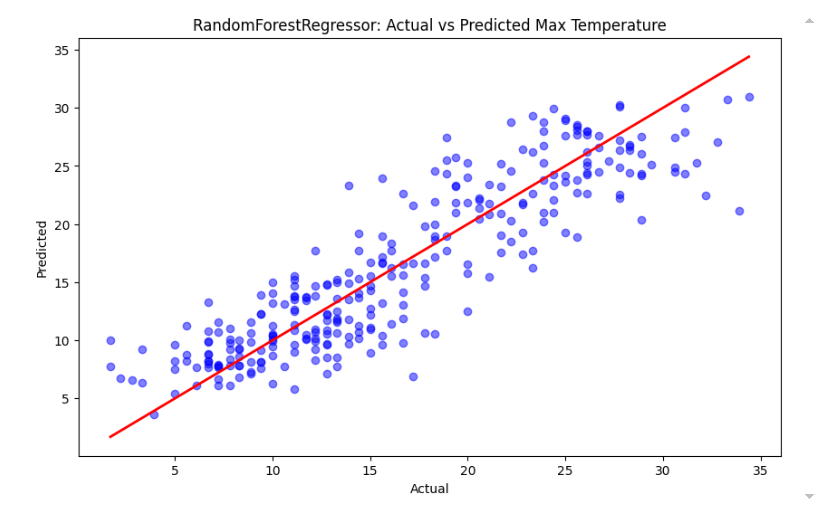 RandomForestRegressor: Actual vs Predicted Max Temperature
35
30
25
20
15
10
5
Predicted
5 10 15 20 25 30 35
Actual